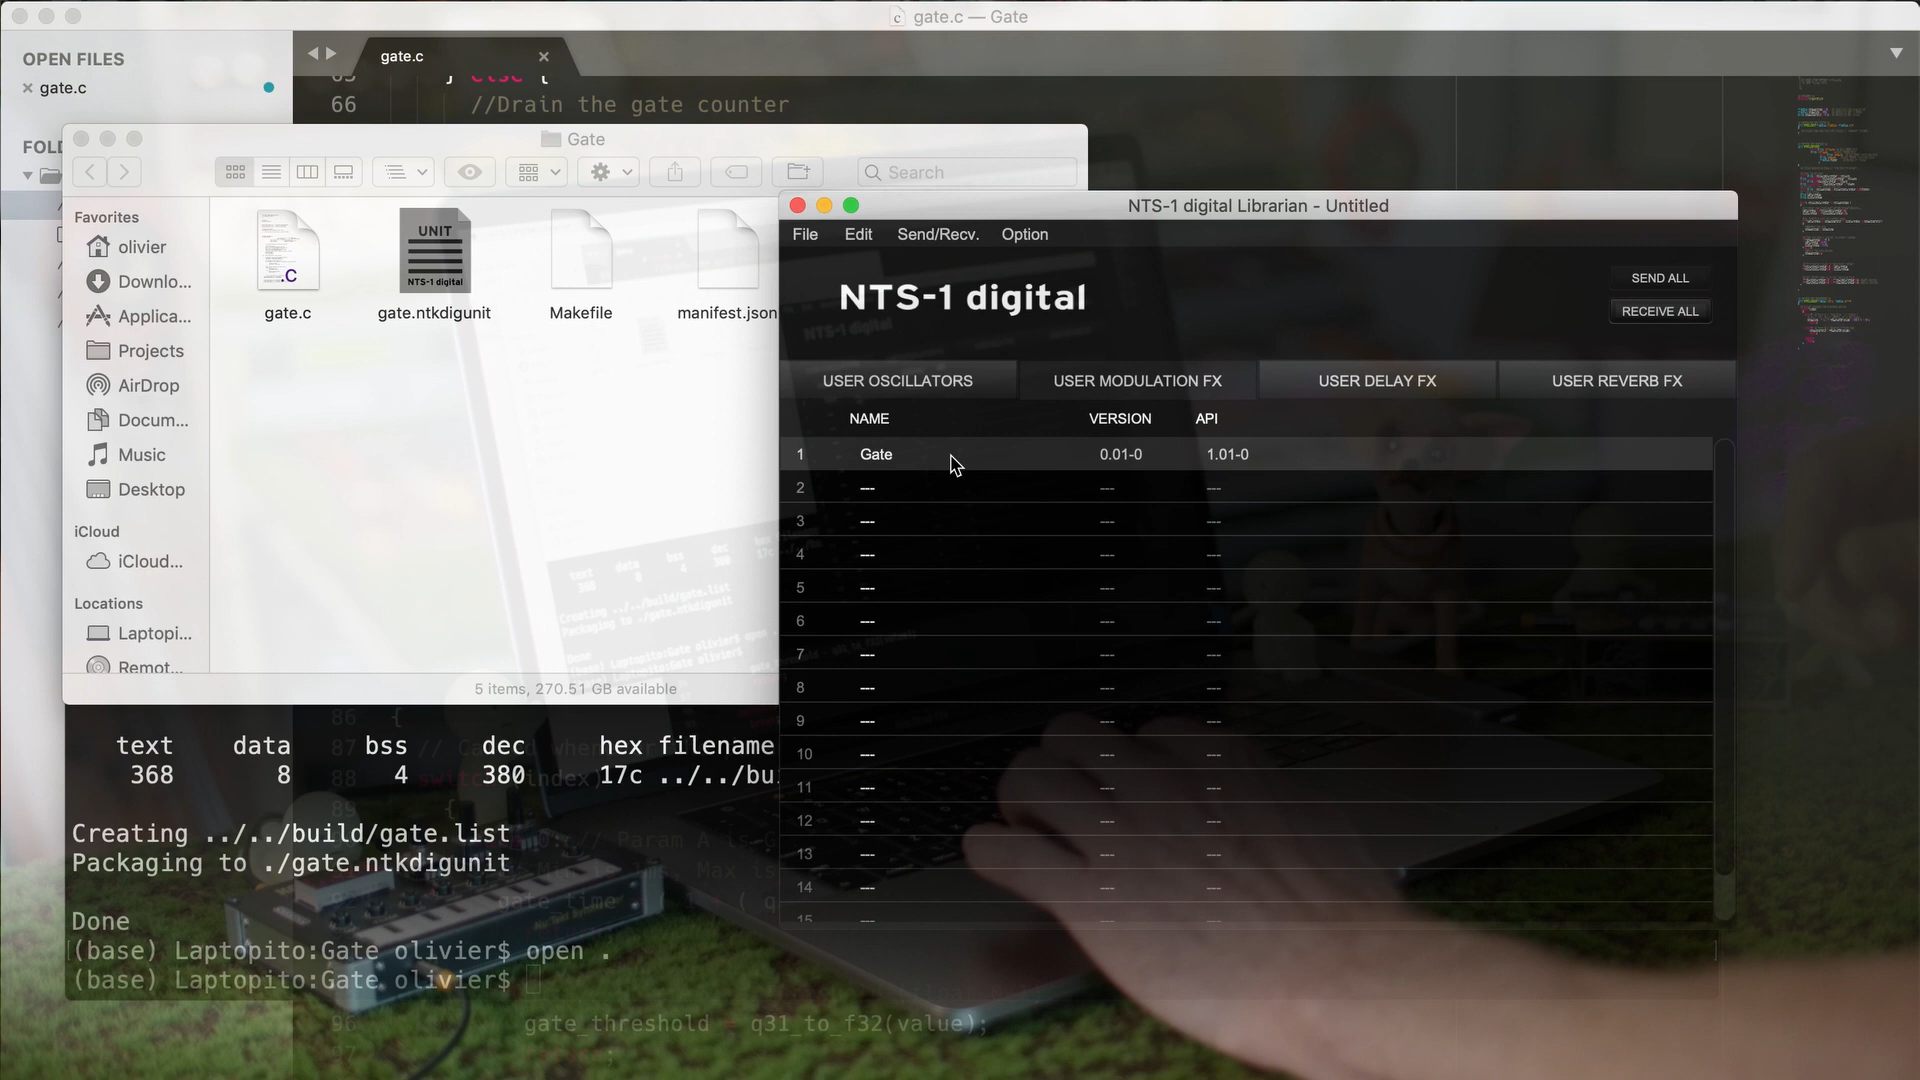 gate.c — Gate
OPEN FILES
gate.c
gate.c
66 //Drain the gate counter
Gate
Search
Favorites
olivier
Downlo...
Applica...
Projects
AirDrop
Docum...
Music
Desktop
iCloud
iCloud...
Locations
Laptopi...
Remot...
.C
gate.c
UNIT
NTS-1 digital
gate.ntkdigunit
Makefile
manifest.json
5 items, 270.51 GB available
NTS-1 digital Librarian - Untitled
File Edit Send/Recv. Option
NTS-1 digital
SEND ALL
RECEIVE ALL
USER OSCILLATORS USER MODULATION FX USER DELAY FX USER REVERB FX
NAME VERSION API
1 Gate 0.01-0 1.01-0
2 --- --- ---
3 --- --- ---
4 --- --- ---
5 --- --- ---
6 --- --- ---
7 --- --- ---
8 --- --- ---
9 --- --- ---
10 --- --- ---
11 --- --- ---
12 --- --- ---
13 --- --- ---
14 --- --- ---
15
text data bss dec hex filename
368 8 4 380 17c ../../bu
Creating ../../build/gate.list
Packaging to ./gate.ntkdigunit
Done
(base) Laptopito:Gate olivier$ open .
(base) Laptopito:Gate olivier$
gate_threshold = q31_to_f32(value);